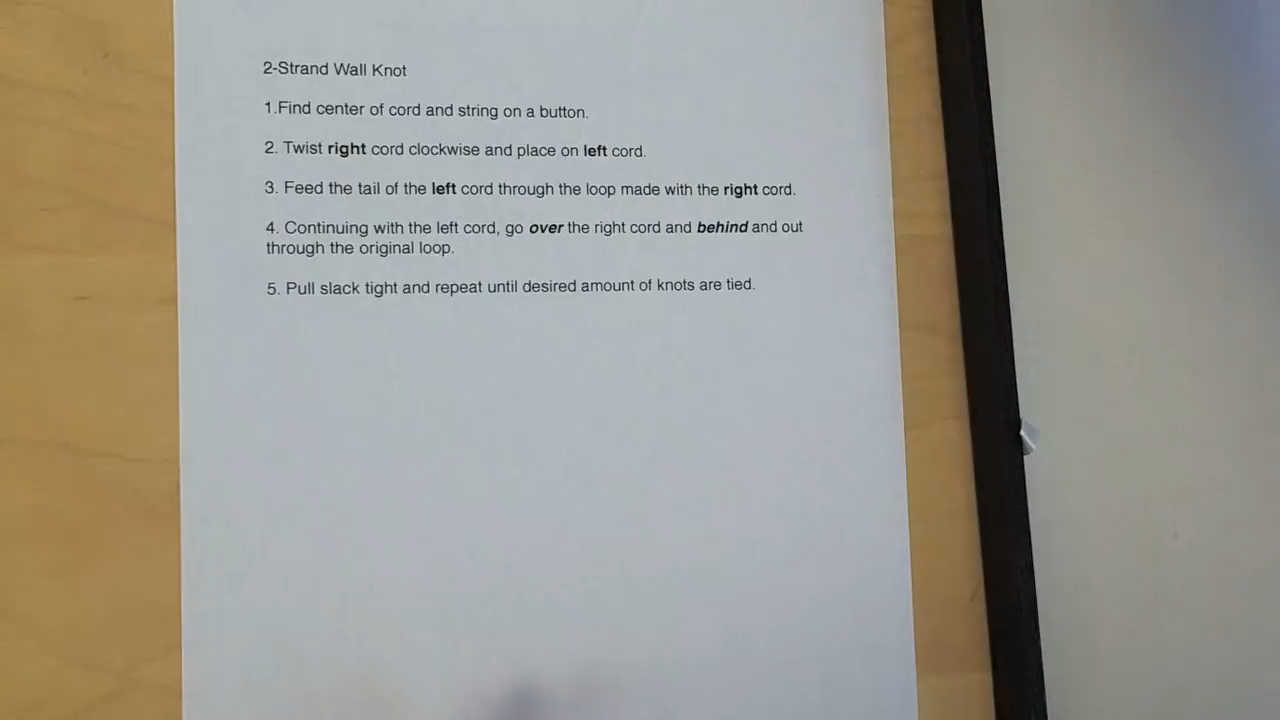 2-Strand Wall Knot
1.Find center of cord and string on a button.
2. Twist right cord clockwise and place on left cord.
3. Feed the tail of the left cord through the loop made with the right cord.
4. Continuing with the left cord, go over the right cord and behind and out
through the original loop.
5. Pull slack tight and repeat until desired amount of knots are tied.